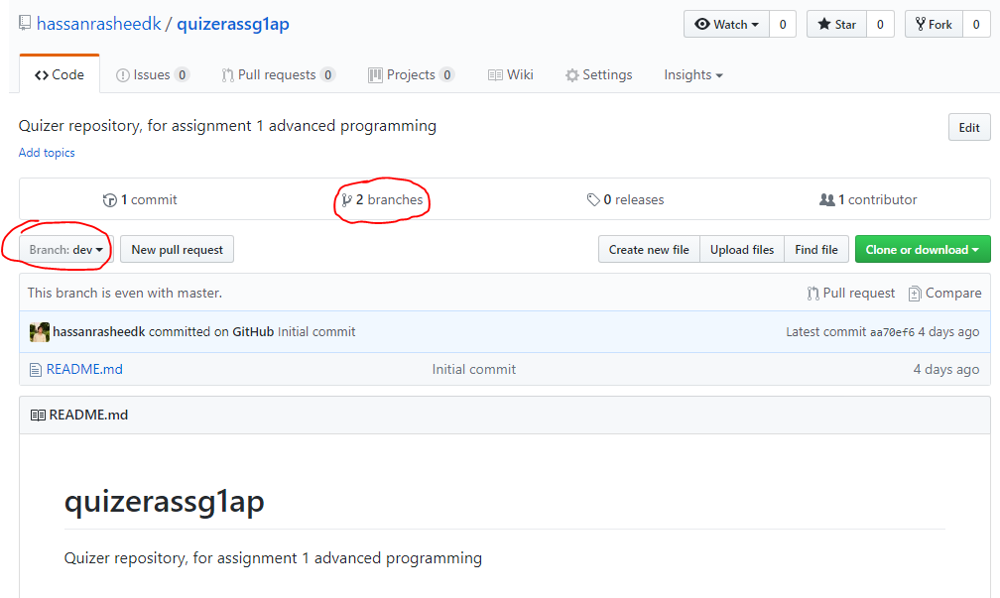 hassanrasheedk / quizerassg1ap
Watch 0 Star 0 Fork 0
Code Issues 0 Pull requests 0 Projects 0 Wiki Settings Insights
Quizer repository, for assignment 1 advanced programming
Edit
Add topics
1 commit 2 branches 0 releases 1 contributor
Branch: dev New pull request Create new file Upload files Find file Clone or download
This branch is even with master. Pull request Compare
hassanrasheedk committed on GitHub Initial commit Latest commit aa70ef6 4 days ago
README.md Initial commit 4 days ago
README.md
quizerassg1ap
Quizer repository, for assignment 1 advanced programming